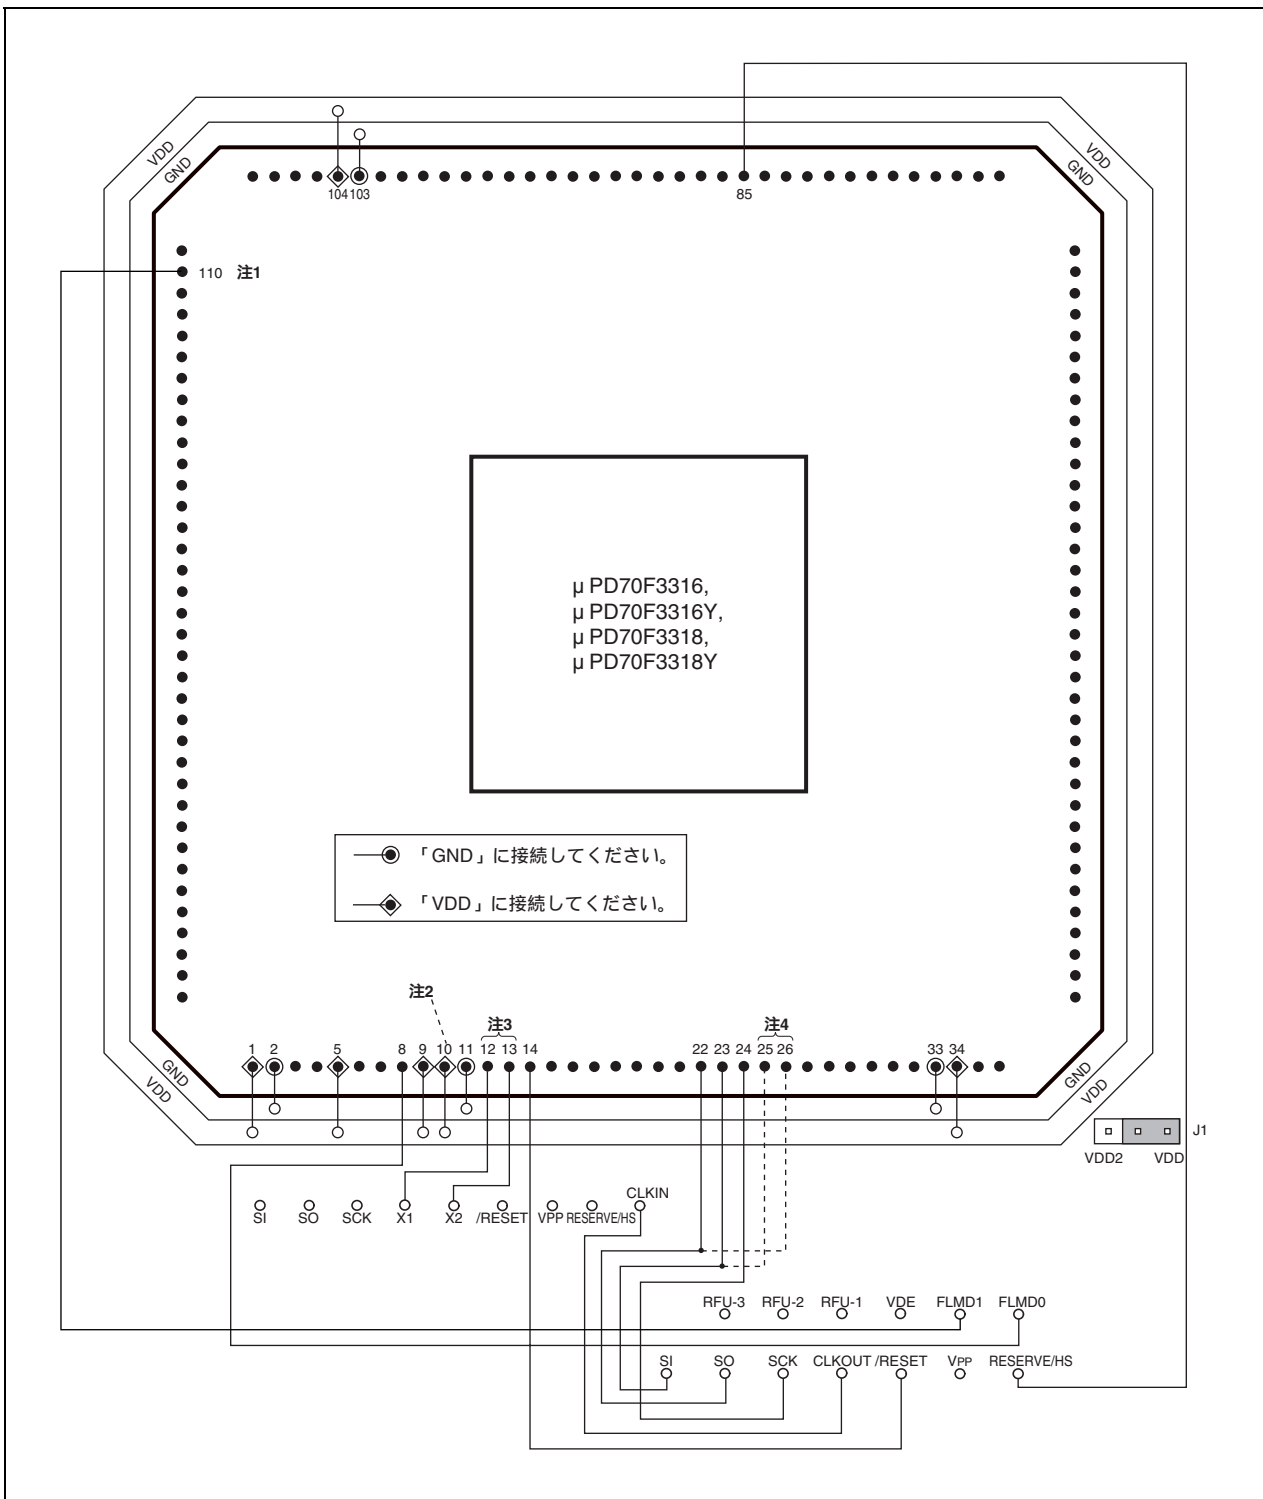 VDD
GND
VDD
GND
104 103
85
110 注1
μ PD70F3316,
μ PD70F3316Y,
μ PD70F3318,
μ PD70F3318Y
「GND」に接続してください。
「VDD」に接続してください。
注2
注3
注4
1 2 5 8 9 10 11 12 13 14 22 23 24 25 26 33 34
GND
VDD
GND
VDD
J1
VDD2 VDD
CLKIN
SI SO SCK X1 X2 /RESET VPP RESERVE/HS
RFU-3 RFU-2 RFU-1 VDE FLMD1 FLMD0
SI SO SCK CLKOUT /RESET VPP RESERVE/HS